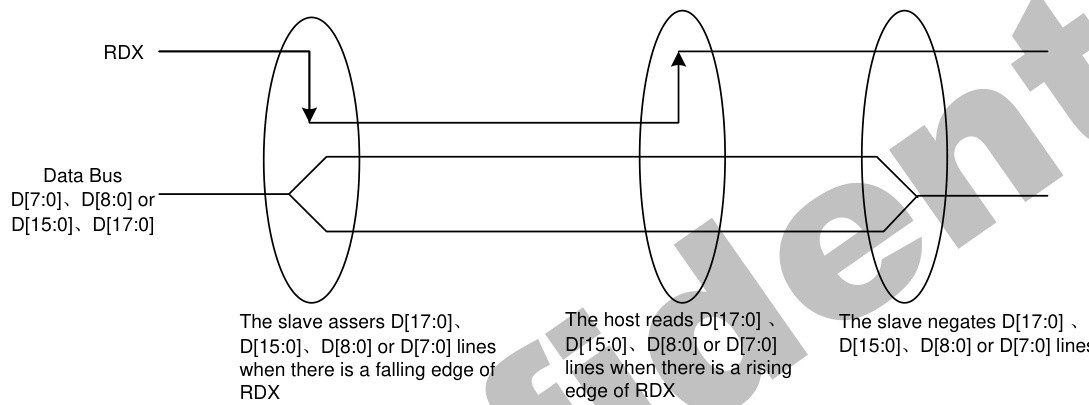 RDX
Data Bus
D[7:0]、D[8:0] or
D[15:0]、D[17:0]
The slave assers D[17:0]、
D[15:0]、D[8:0] or D[7:0] lines
when there is a falling edge of
RDX
The host reads D[17:0] 、
D[15:0]、D[8:0] or D[7:0]
lines when there is a rising
edge of RDX
The slave negates D[17:0] 、
D[15:0]、D[8:0] or D[7:0] lines
fident